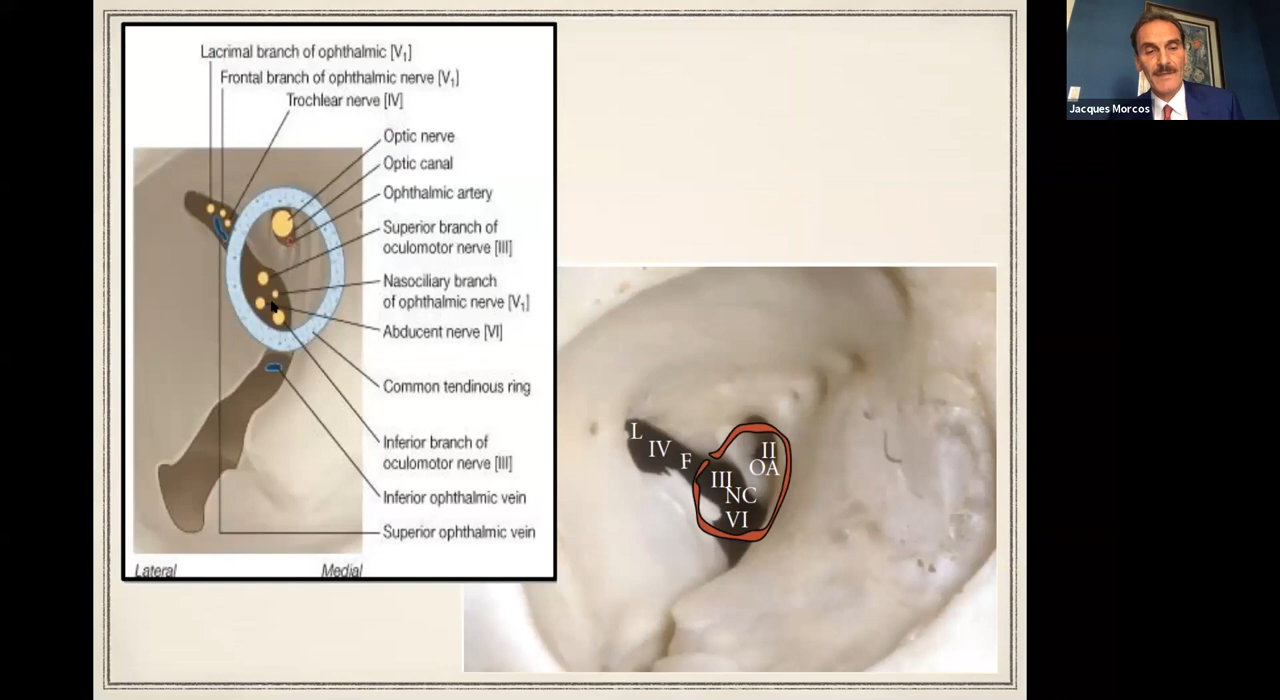 Lacrimal branch of ophthalmic [V1]
Frontal branch of ophthalmic nerve [V1]
Trochlear nerve [IV]
Optic nerve
Optic canal
Ophthalmic artery
Superior branch of
oculomotor nerve [III]
Nasociliary branch
of ophthalmic nerve [V1]
Abducent nerve [VI]
Common tendinous ring
Inferior branch of
oculomotor nerve [III]
Inferior ophthalmic vein
Superior ophthalmic vein
Lateral Medial
L
IV
F
II
OA
III
NC
VI
Jacques Morcos